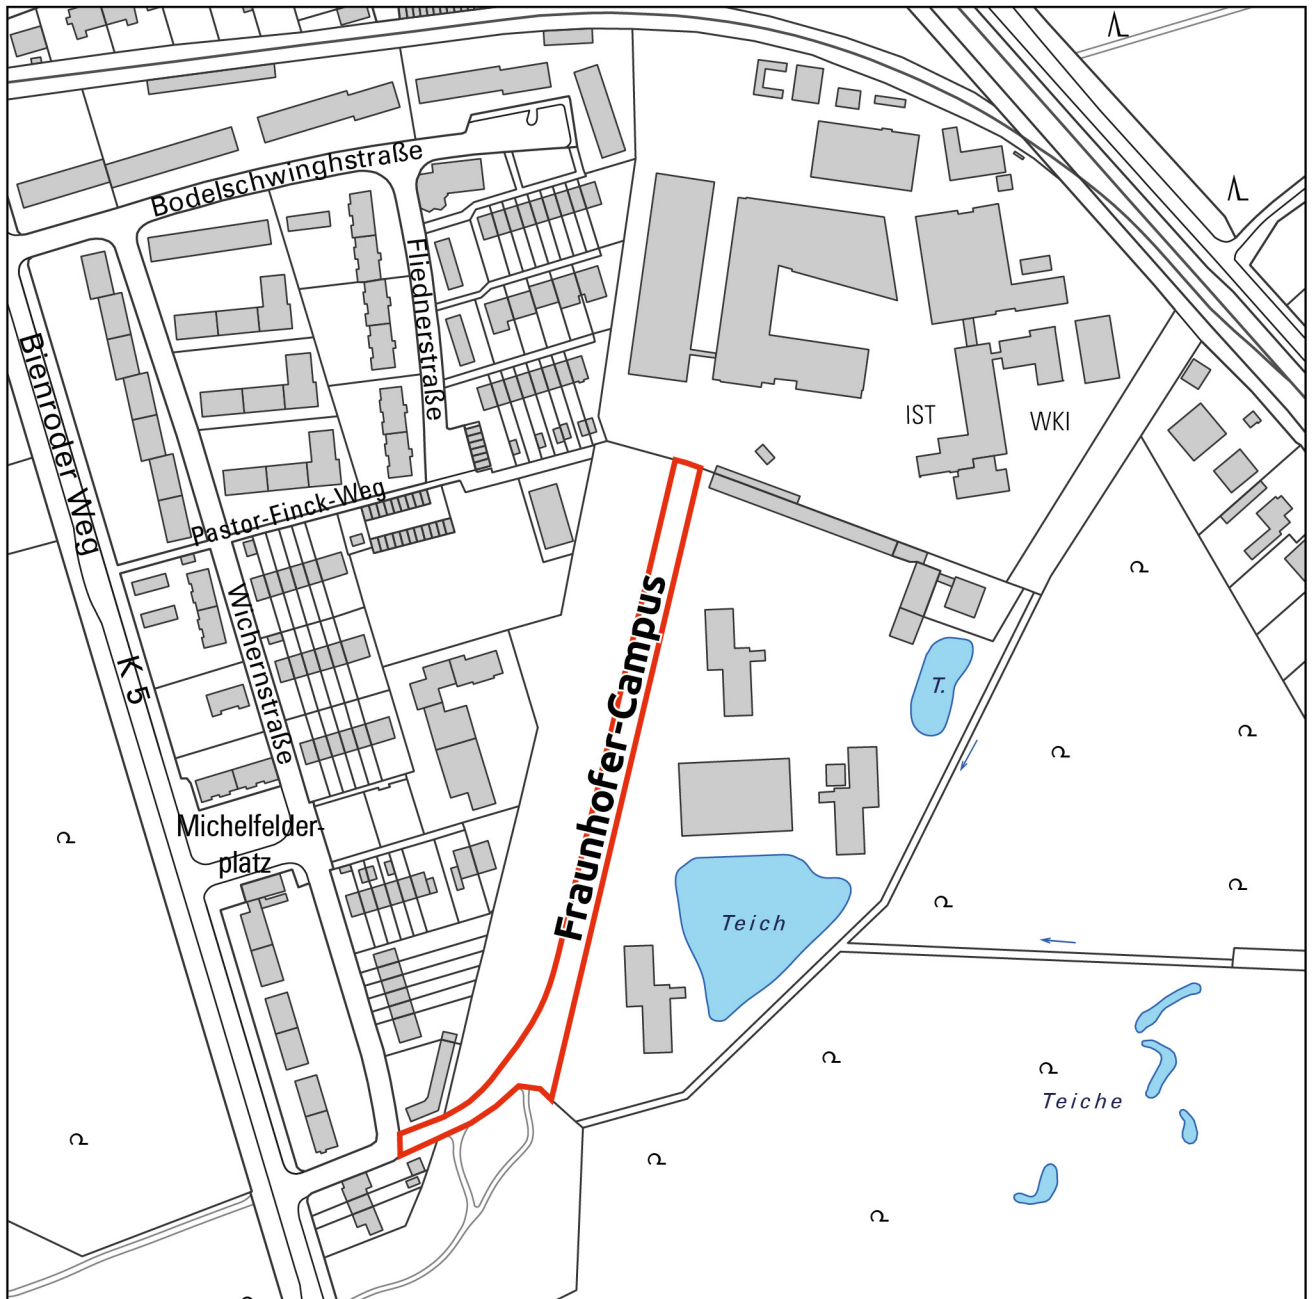 Bodelschwinghstraße
Fliednerstraße
Bienroder Weg
IST
WKI
Pastor-Finck-Weg
Wichernstraße
Fraunhofer-Campus
K 5
T.
Michelfelder-
platz
Teich
Teiche